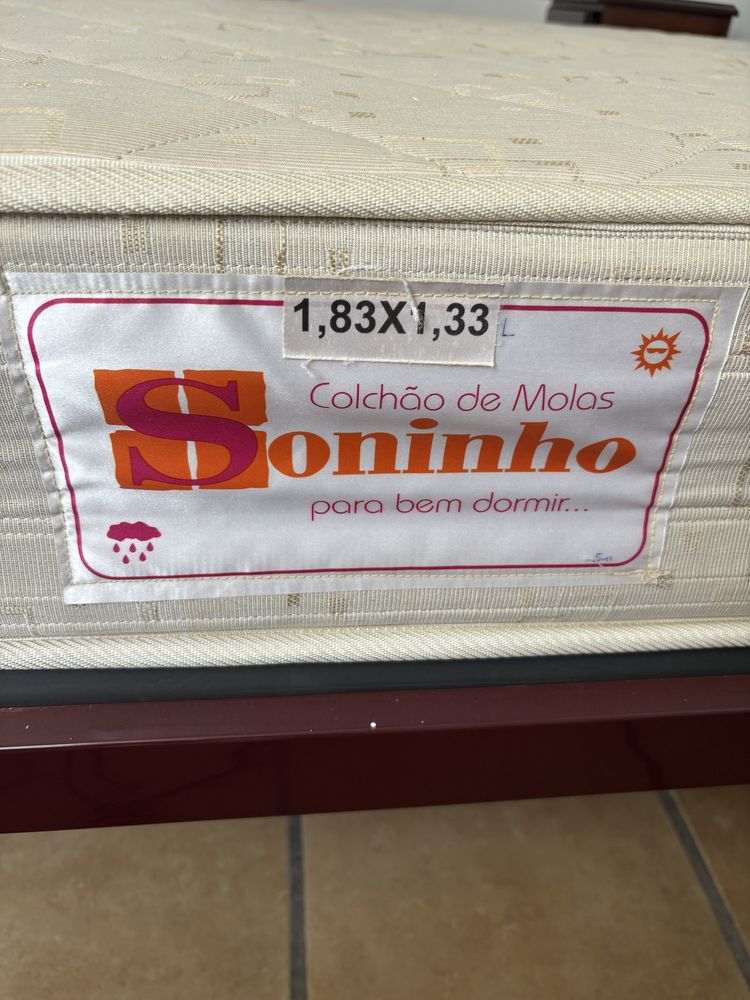 1,83X1,33 L
Colchão de Molas
Soninho
para bem dormir...